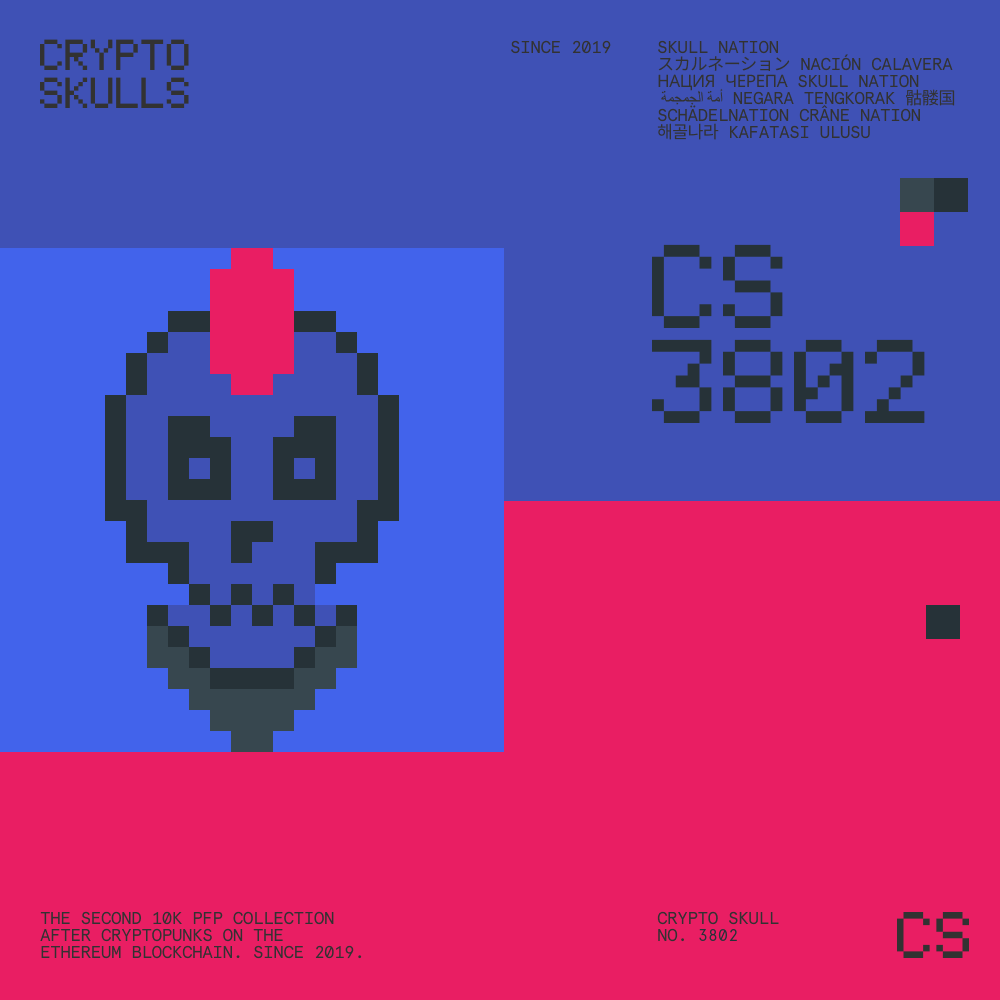 CRYPTO
SKULLS
SINCE 2019
SKULL NATION
スカルネーション NACIÓN CALAVERA
НАЦИЯ ЧЕРЕПА SKULL NATION
أمة الجمجمة NEGARA TENGKORAK 骷髅国
SCHÄDELNATION CRÂNE NATION
해골나라 KAFATASI ULUSU
CS
3802
THE SECOND 10K PFP COLLECTION
AFTER CRYPTOPUNKS ON THE
ETHEREUM BLOCKCHAIN. SINCE 2019.
CRYPTO SKULL
NO. 3802
CS